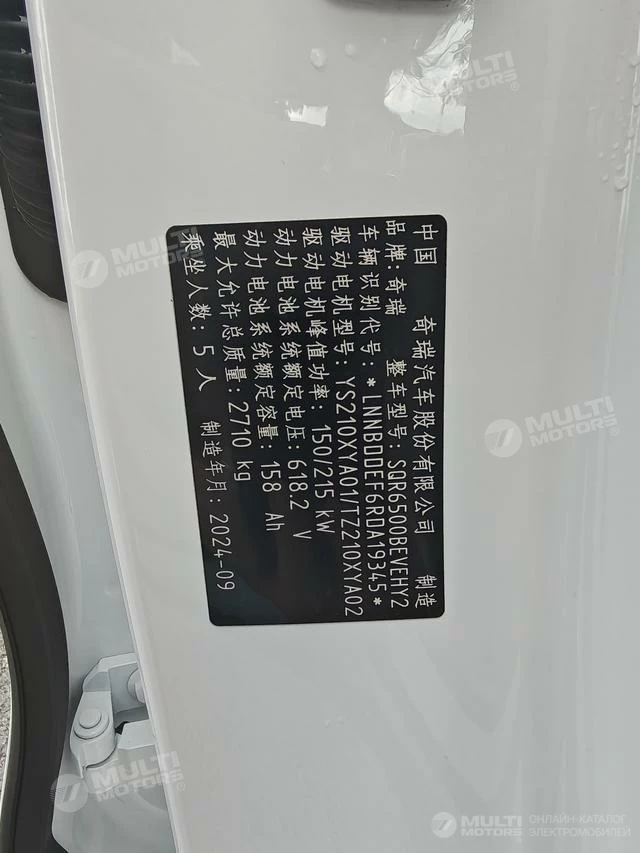 中国 奇瑞汽车股份有限公司 制造
品牌: 奇瑞 整车型号: SQR6500BEVEHY2
车辆识别代号: *LNNBDDEF6RDA19345*
驱动电机型号: YS210XYA01/TZ210XYA02
驱动电机峰值功率: 150/215 kW
动力电池系统额定电压: 618.2 V
动力电池系统额定容量: 158 Ah
最大允许总质量: 2710 kg
乘坐人数: 5 人 制造年月: 2024-09
MULTI MOTORS®
MULTI MOTORS®
MULTI MOTORS®
MULTI MOTORS®
MULTI MOTORS® ОНЛАЙН-КАТАЛОГ ЭЛЕКТРОМОБИЛЕЙ